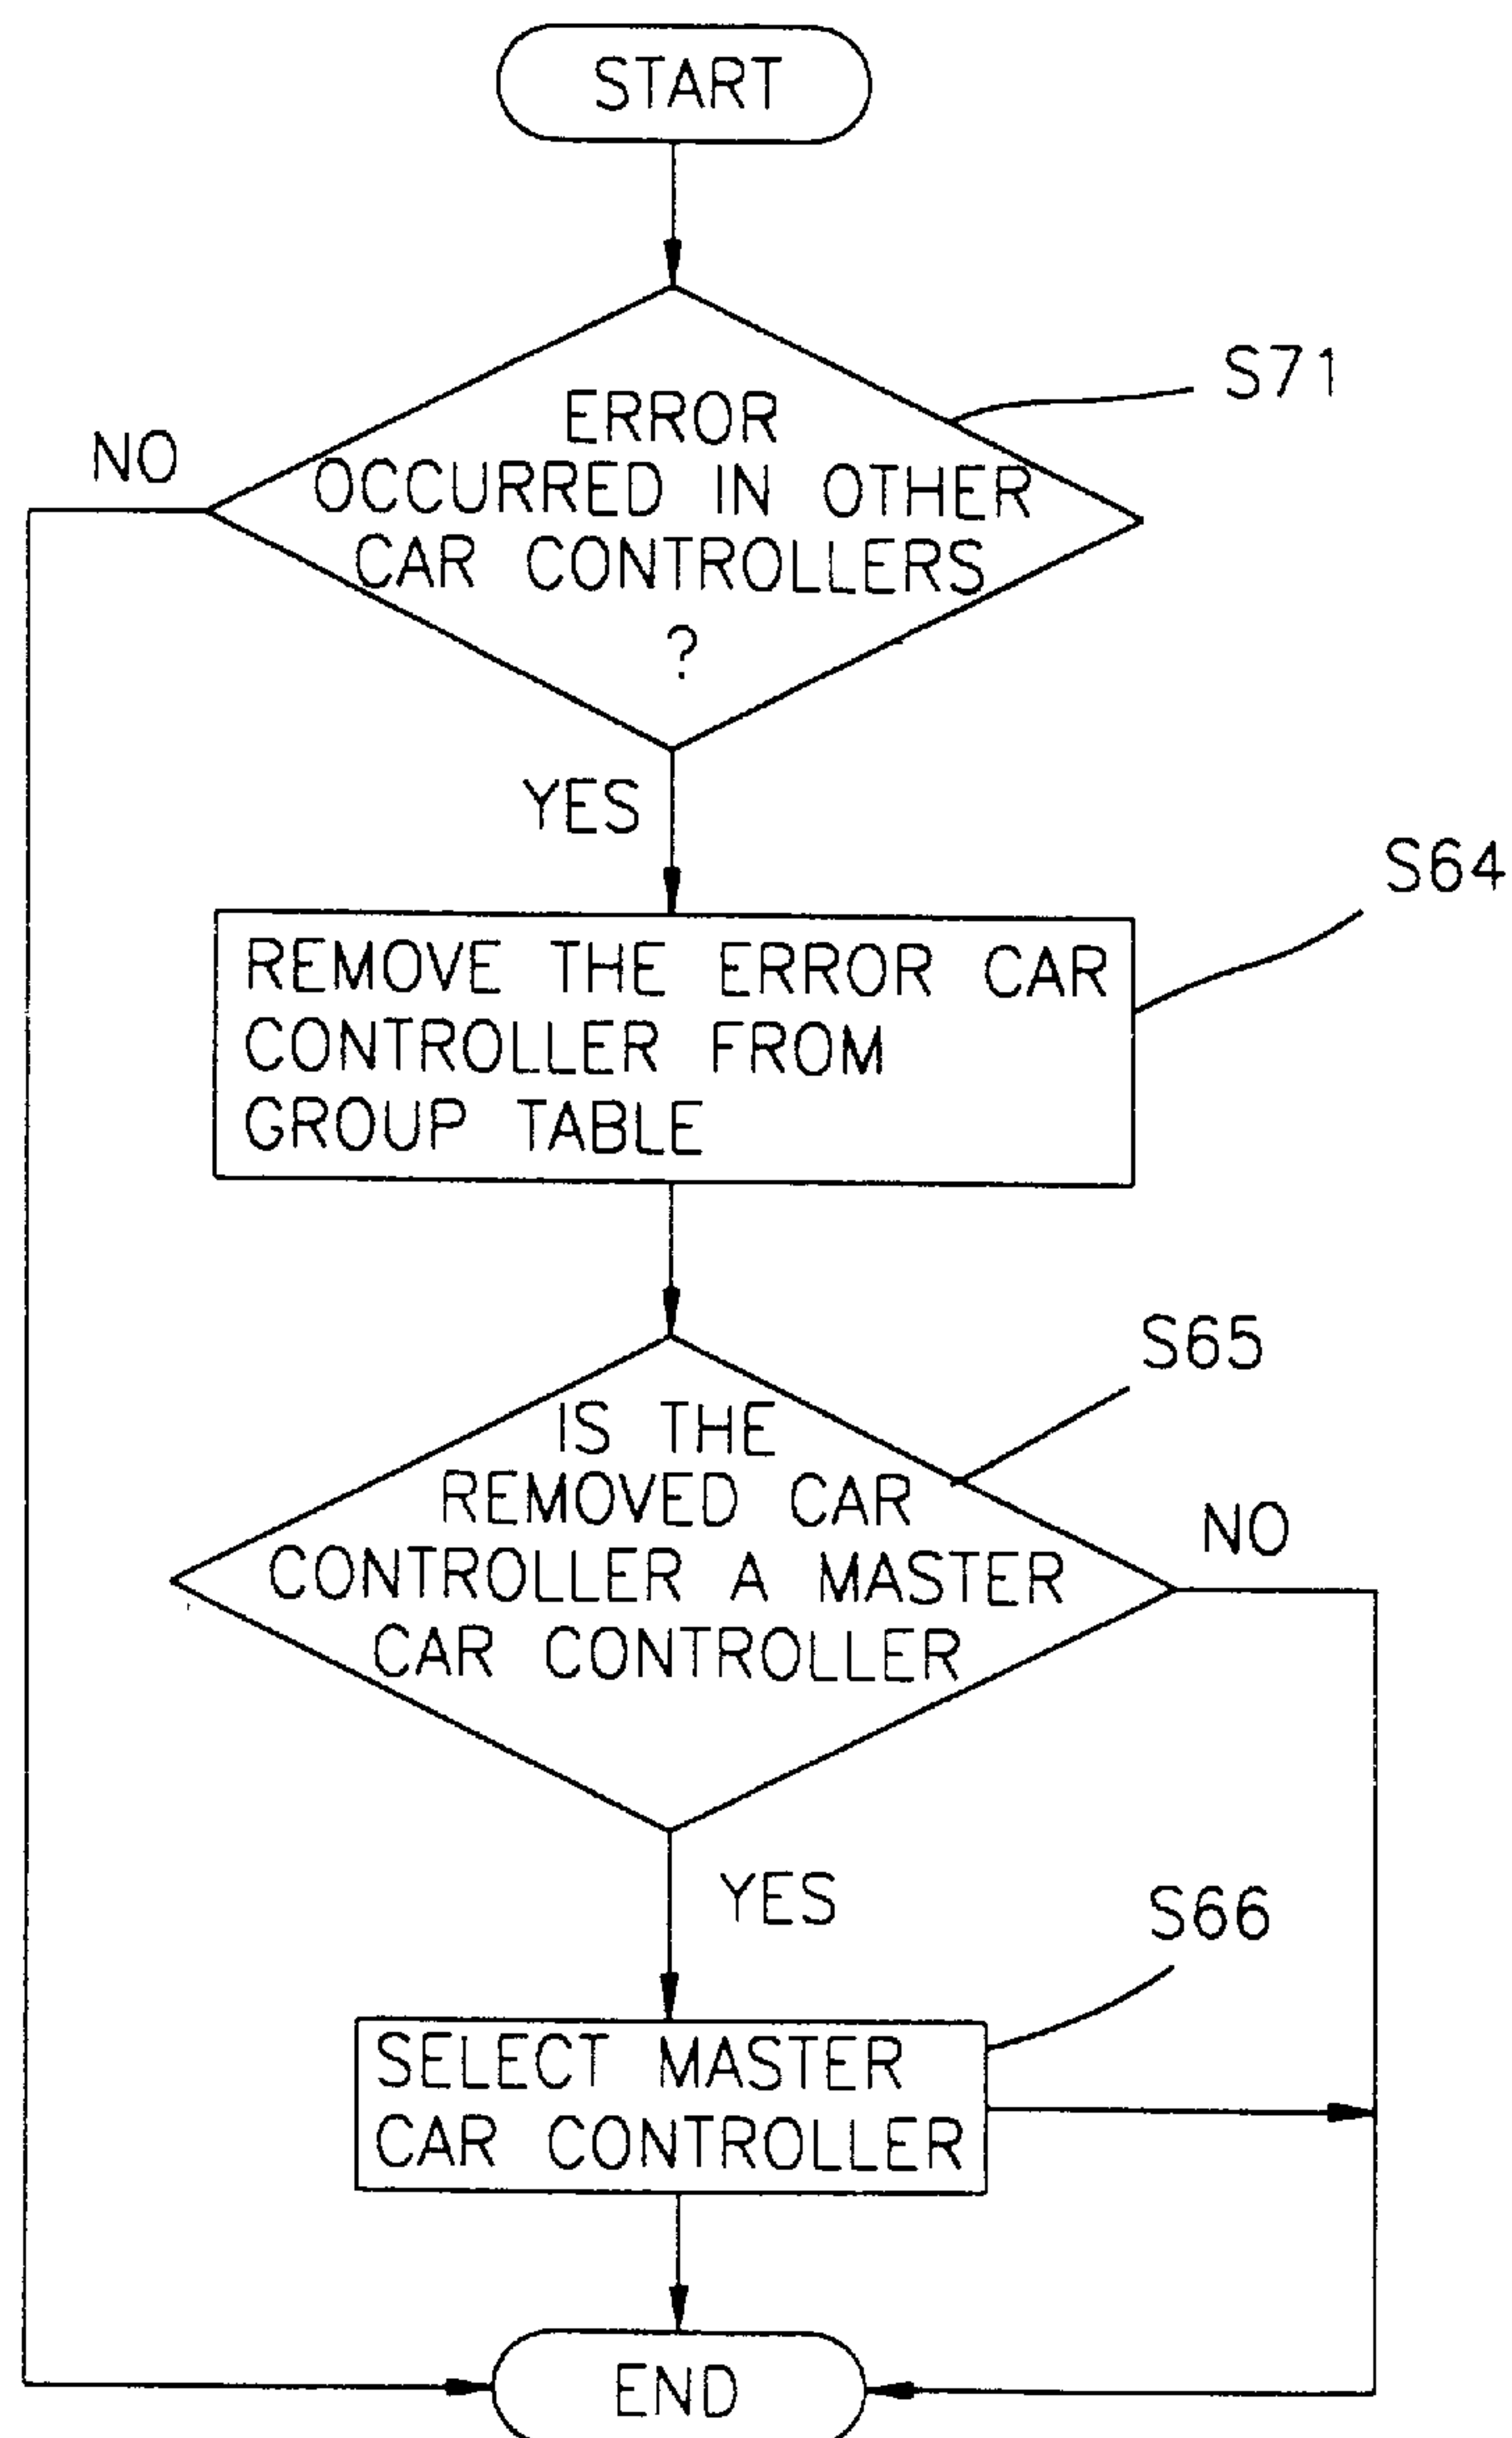 START
S71
NO
ERROR
OCCURRED IN OTHER
CAR CONTROLLERS
?
YES
S64
REMOVE THE ERROR CAR
CONTROLLER FROM
GROUP TABLE
S65
IS THE
REMOVED CAR
CONTROLLER A MASTER
CAR CONTROLLER
NO
YES
S66
SELECT MASTER
CAR CONTROLLER
END